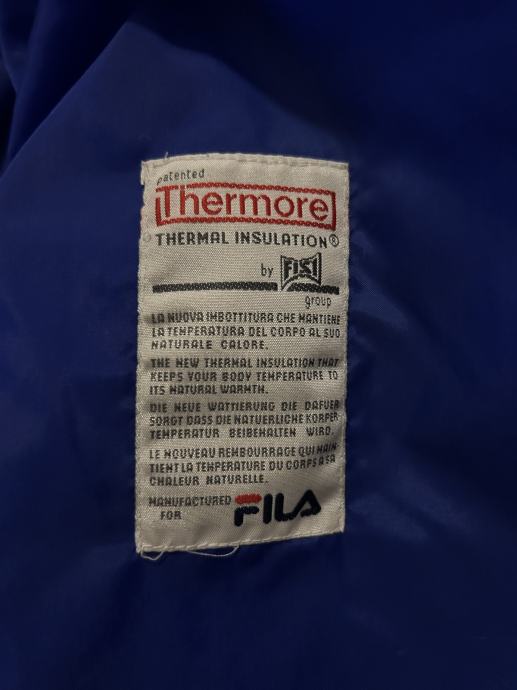 patented
Thermore
THERMAL INSULATION®
by FISI
group
LA NUOVA IMBOTTITURA CHE MANTIENE
LA TEMPERATURA DEL CORPO AL SUO
NATURALE CALORE.
THE NEW THERMAL INSULATION THAT
KEEPS YOUR BODY TEMPERATURE TO
ITS NATURAL WARMTH.
DIE NEUE WATTIERUNG DIE DAFUER
SORGT DASS DIE NATUERLICHE KORPER
TEMPERATUR BEIBEHALTEN WIRD.
LE NOUVEAU REMBOURRAGE QUI MAIN
TIENT LA TEMPERATURE DU CORPS A SA
CHALEUR NATURELLE.
MANUFACTURED
FOR FILA